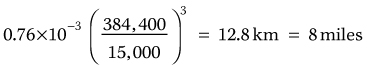 0.76×10⁻³ (384,400 / 15,000)³ = 12.8 km = 8 miles